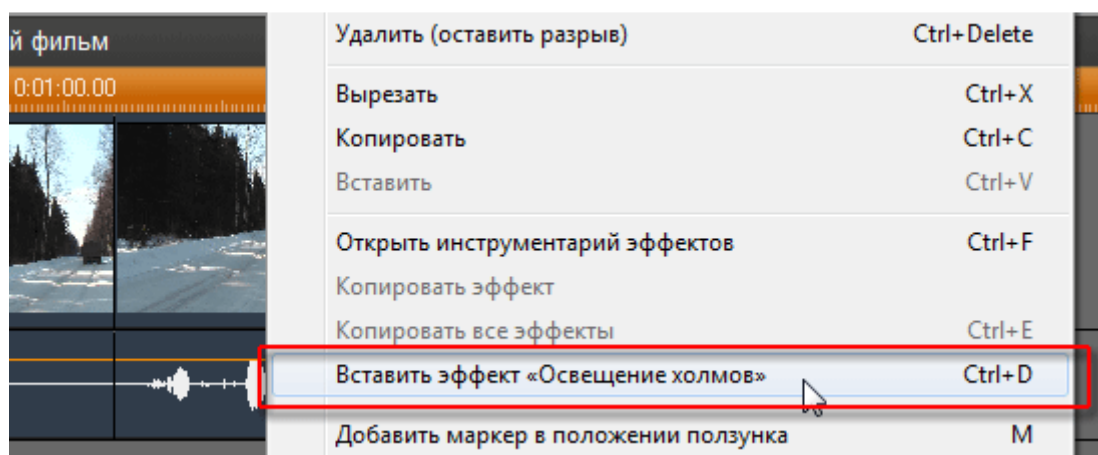 й фильм
0:01:00.00
Удалить (оставить разрыв) Ctrl+Delete
Вырезать Ctrl+X
Копировать Ctrl+C
Вставить Ctrl+V
Открыть инструментарий эффектов Ctrl+F
Копировать эффект
Копировать все эффекты Ctrl+E
Вставить эффект «Освещение холмов» Ctrl+D
Добавить маркер в положении ползунка M